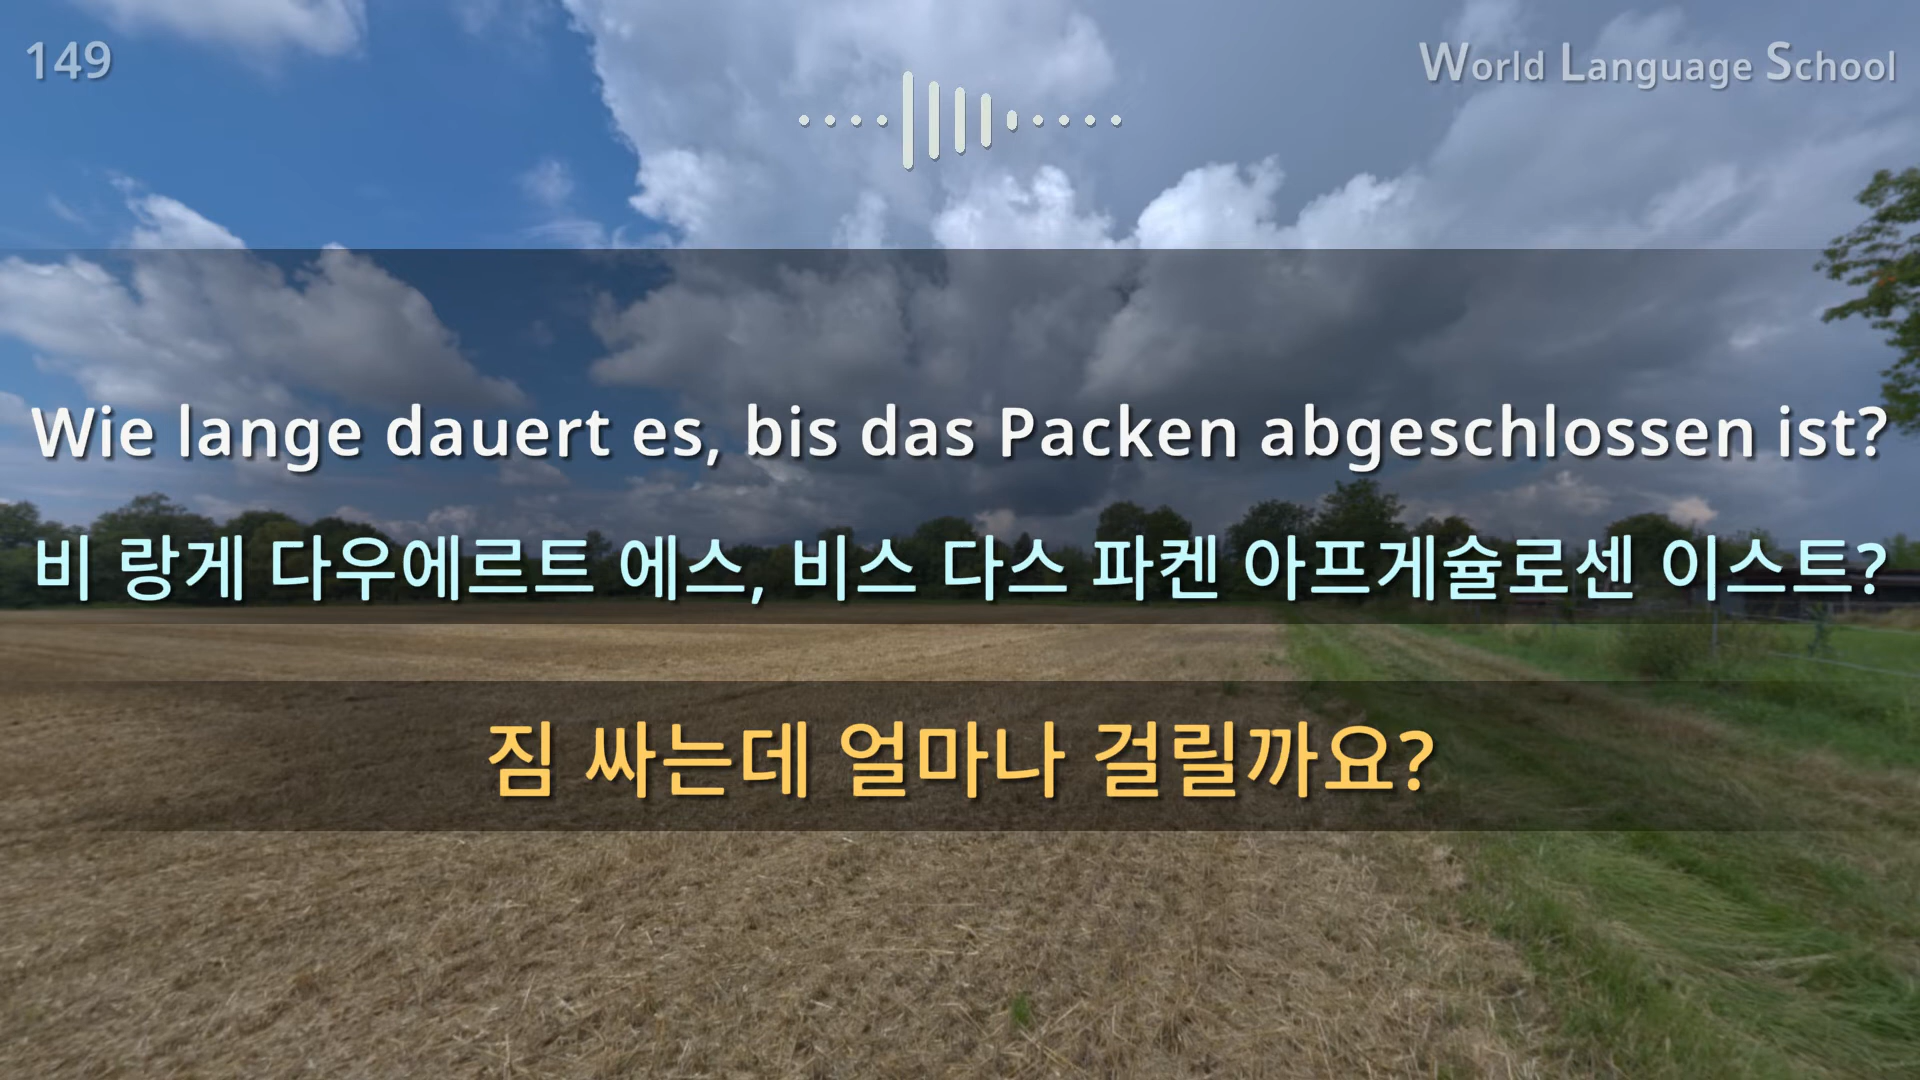 149
World Language School
Wie lange dauert es, bis das Packen abgeschlossen ist?
비 랑게 다우에르트 에스, 비스 다스 파켄 아프게슐로센 이스트?
짐 싸는데 얼마나 걸릴까요?